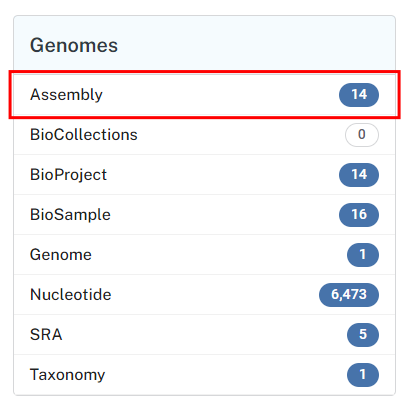 Genomes
Assembly 14
BioCollections 0
BioProject 14
BioSample 16
Genome 1
Nucleotide 6,473
SRA 5
Taxonomy 1